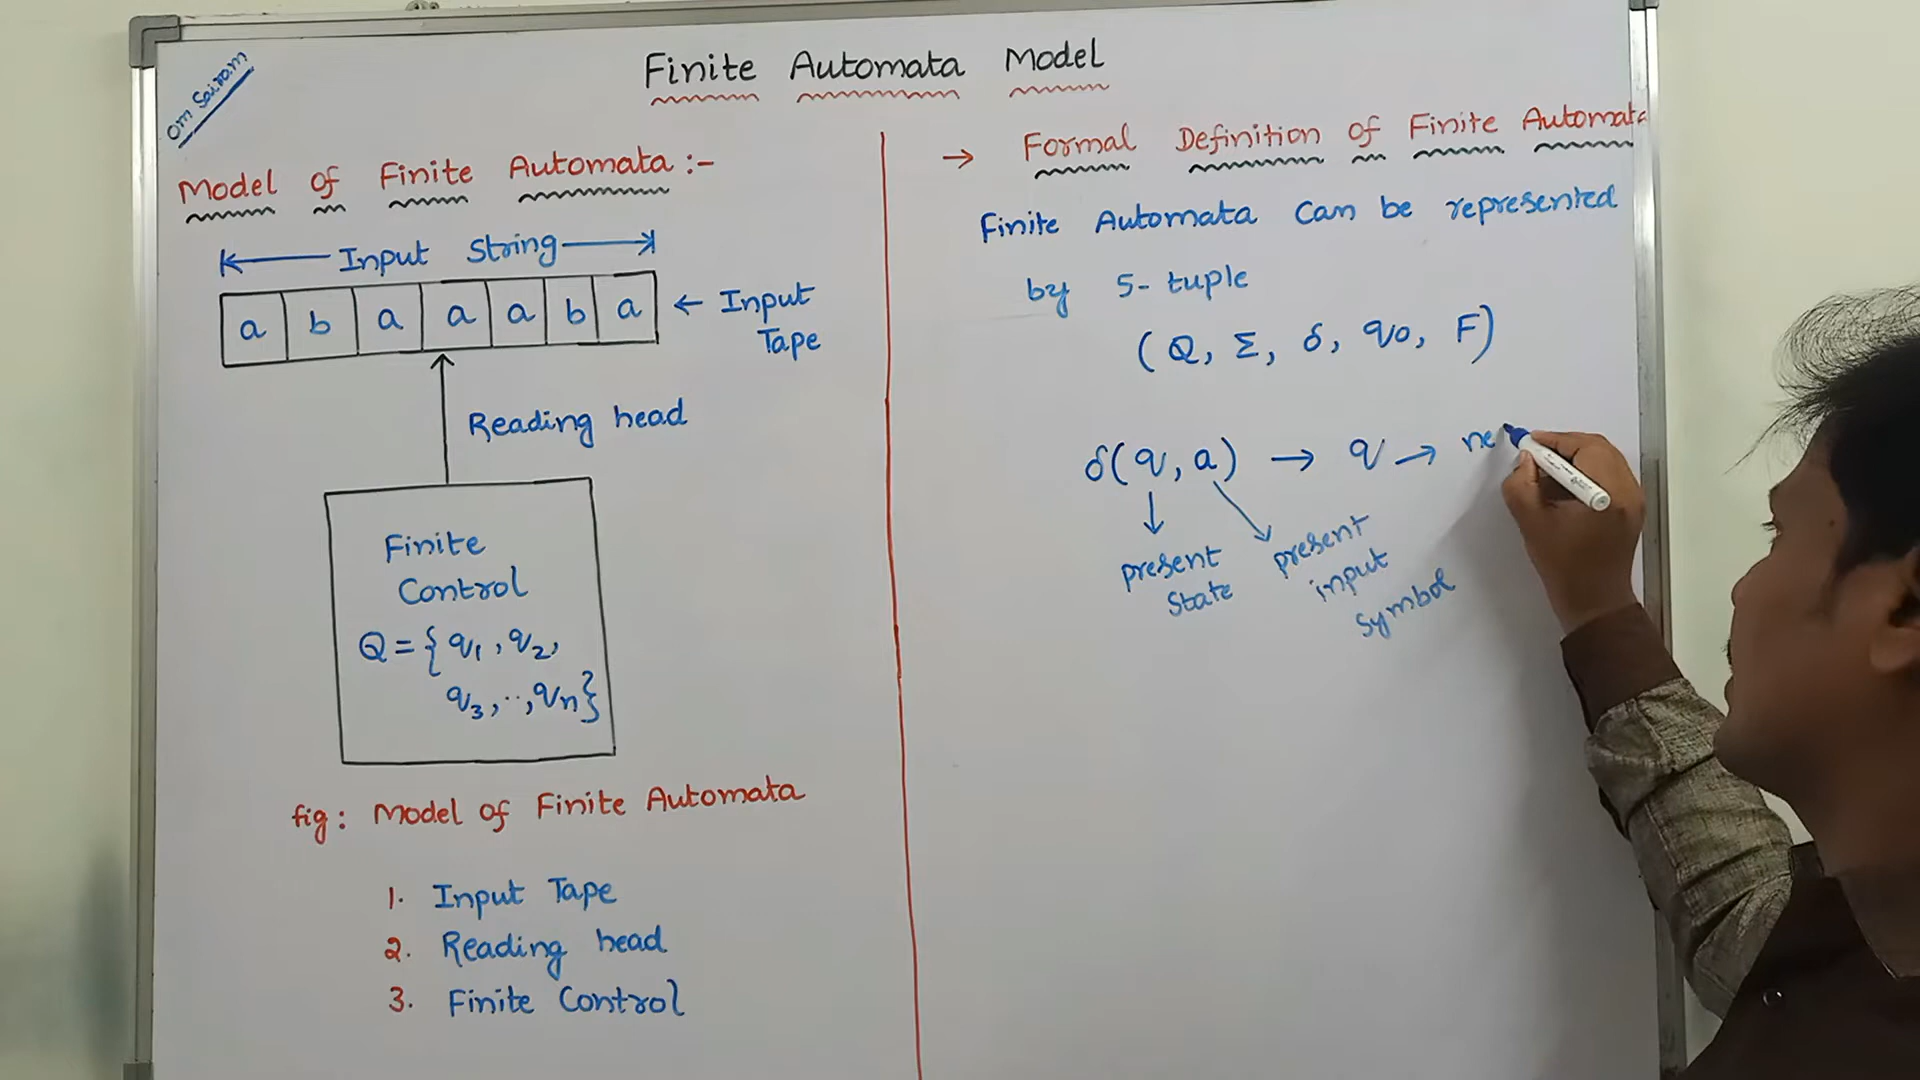 Om Sairam
Finite Automata Model
Model of Finite Automata :-
Input String
a b a a a b a
← Input
Tape
Reading head
Finite
Control
Q = { q1, q2,
q3, .., qn}
fig: Model of Finite Automata
1. Input Tape
2. Reading head
3. Finite Control
→ Formal Definition of Finite Automata
Finite Automata can be represented
by 5-tuple
(Q, Σ, δ, q0, F)
δ(q, a) → q → ne
present
State
present
input
symbol